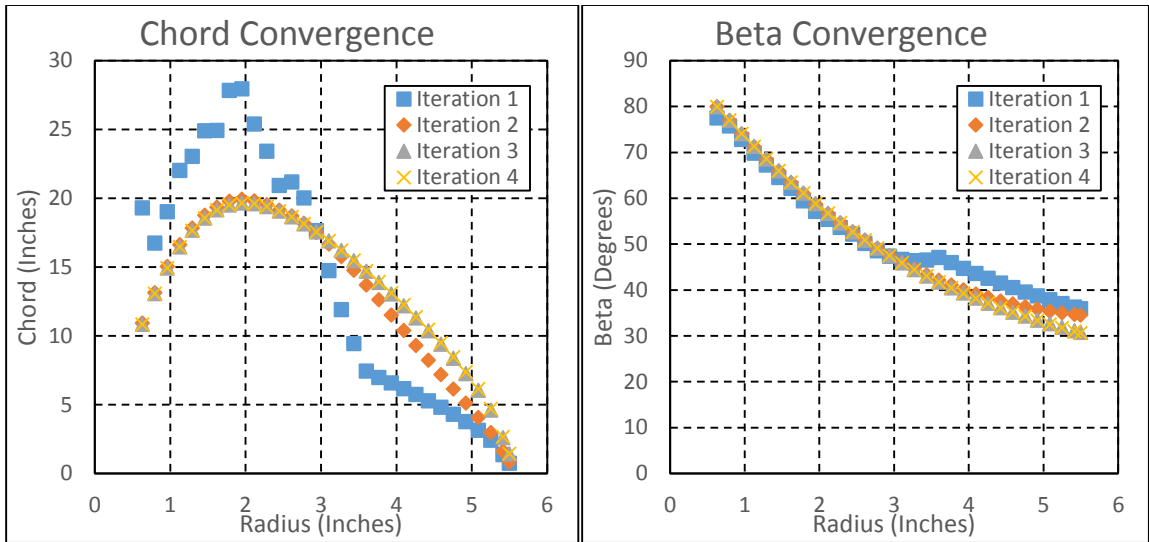 Chord Convergence
Chord (Inches)
30
25
20
15
10
5
0
0 1 2 3 4 5 6
Radius (Inches)
Iteration 1
Iteration 2
Iteration 3
Iteration 4
Beta Convergence
Beta (Degrees)
90
80
70
60
50
40
30
20
10
0
0 1 2 3 4 5 6
Radius (Inches)
Iteration 1
Iteration 2
Iteration 3
Iteration 4